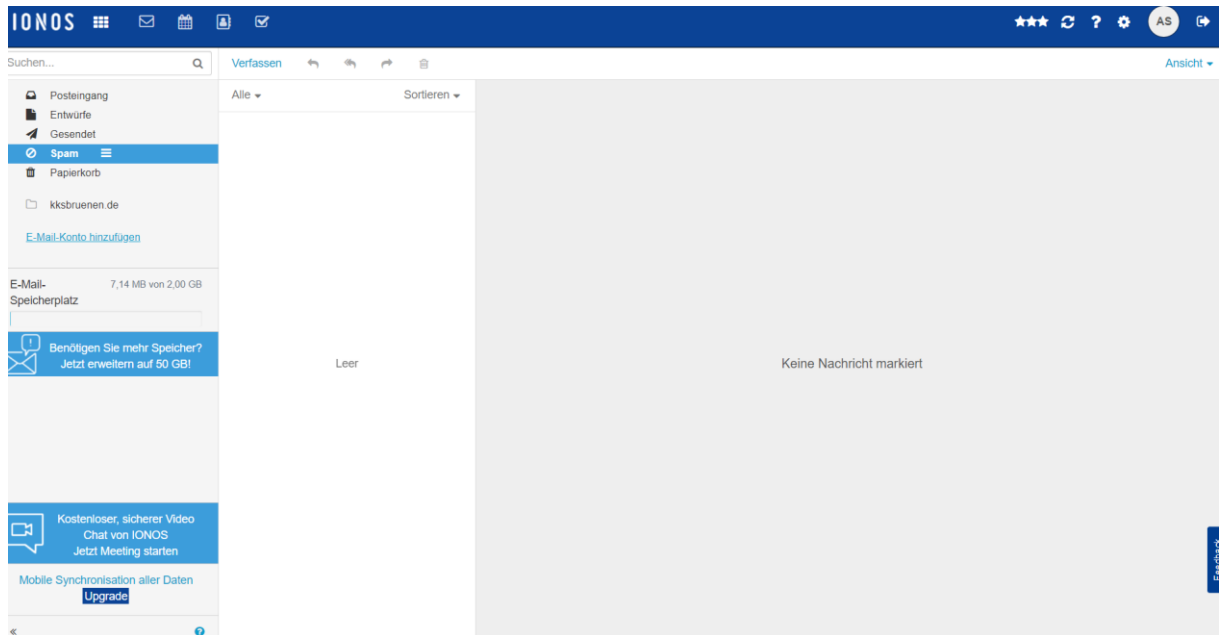 IONOS
AS
Suchen...
Verfassen
Ansicht
Posteingang
Entwürfe
Gesendet
Spam
Papierkorb
kksbruenen.de
E-Mail-Konto hinzufügen
E-Mail-
Speicherplatz
7,14 MB von 2,00 GB
Benötigen Sie mehr Speicher?
Jetzt erweitern auf 50 GB!
Kostenloser, sicherer Video
Chat von IONOS
Jetzt Meeting starten
Mobile Synchronisation aller Daten
Upgrade
Alle
Sortieren
Leer
Keine Nachricht markiert
Feedback